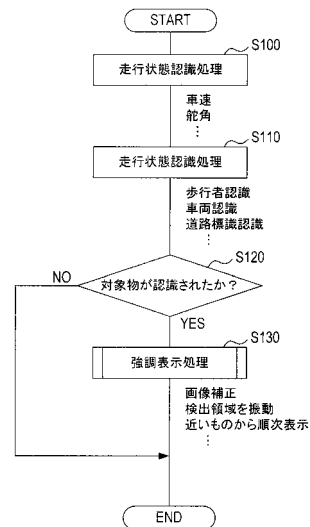 START
S100
走行状態認識処理
車速
舵角
⋮
S110
走行状態認識処理
歩行者認識
車両認識
道路標識認識
⋮
S120
NO
対象物が認識されたか？
YES
S130
強調表示処理
画像補正
検出領域を振動
近いものから順次表示
⋮
END